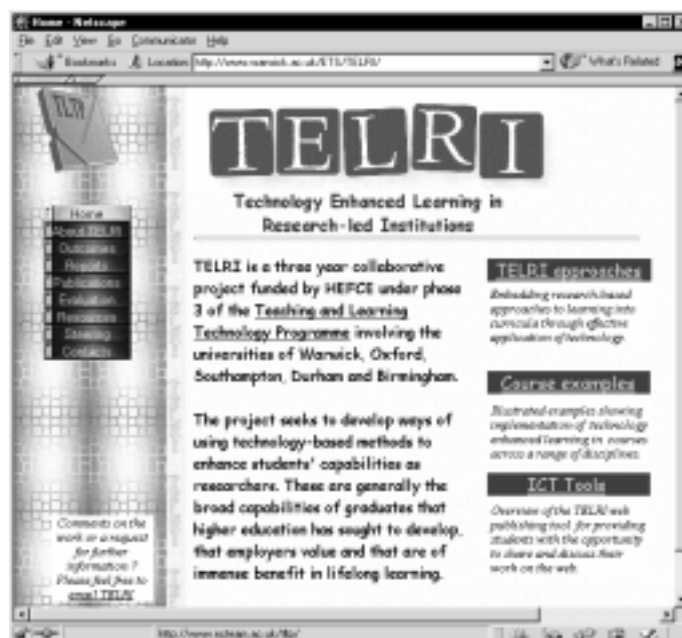 Home - Netscape
File Edit View Go Communicator Help
Bookmarks Location http://www.warwick.ac.uk/ETS/TELRI/ What's Related
TELRI
TELRI
Technology Enhanced Learning in
Research-led Institutions
Home
About TELRI
Outcomes
Reports
Publications
Evaluation
Resources
Steering
Contacts
Comments on the
work or a request
for further
information ?
Please feel free to
email TELRI
TELRI is a three year collaborative
project funded by HEFCE under phase
3 of the Teaching and Learning
Technology Programme involving the
universities of Warwick, Oxford,
Southampton, Durham and Birmingham.
The project seeks to develop ways of
using technology-based methods to
enhance students' capabilities as
researchers. These are generally the
broad capabilities of graduates that
higher education has sought to develop,
that employers value and that are of
immense benefit in lifelong learning.
TELRI approaches
Embedding research-based
approaches to learning into
curricula through effective
application of technology.
Course examples
Illustrated examples showing
implementation of technology
enhanced learning in courses
across a range of disciplines.
ICT Tools
Overview of the TELRI web
publishing tool for providing
students with the opportunity
to share and discuss their
work on the web.